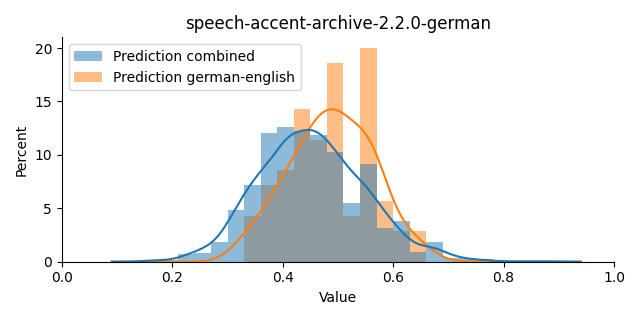 speech-accent-archive-2.2.0-german
Prediction combined
Prediction german-english
Percent
20
15
10
5
0
0.0 0.2 0.4 0.6 0.8 1.0
Value